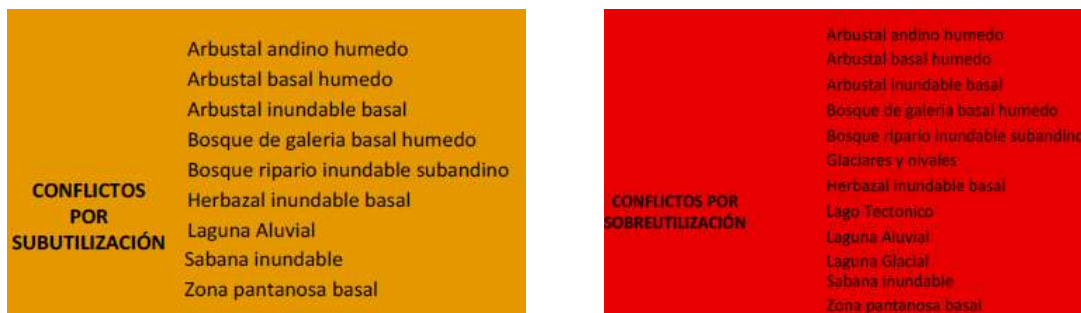 CONFLICTOS
POR
SUBUTILIZACIÓN
Arbustal andino humedo
Arbustal basal humedo
Arbustal inundable basal
Bosque de galeria basal humedo
Bosque ripario inundable subandino
Herbazal inundable basal
Laguna Aluvial
Sabana inundable
Zona pantanosa basal
CONFLICTOS POR
SOBREUTILIZACIÓN
Arbustal andino humedo
Arbustal basal humedo
Arbustal inundable basal
Bosque de galeria basal humedo
Bosque ripario inundable subandino
Glaciares y nivales
Herbazal inundable basal
Lago Tectonico
Laguna Aluvial
Laguna Glacial
Sabana inundable
Zona pantanosa basal